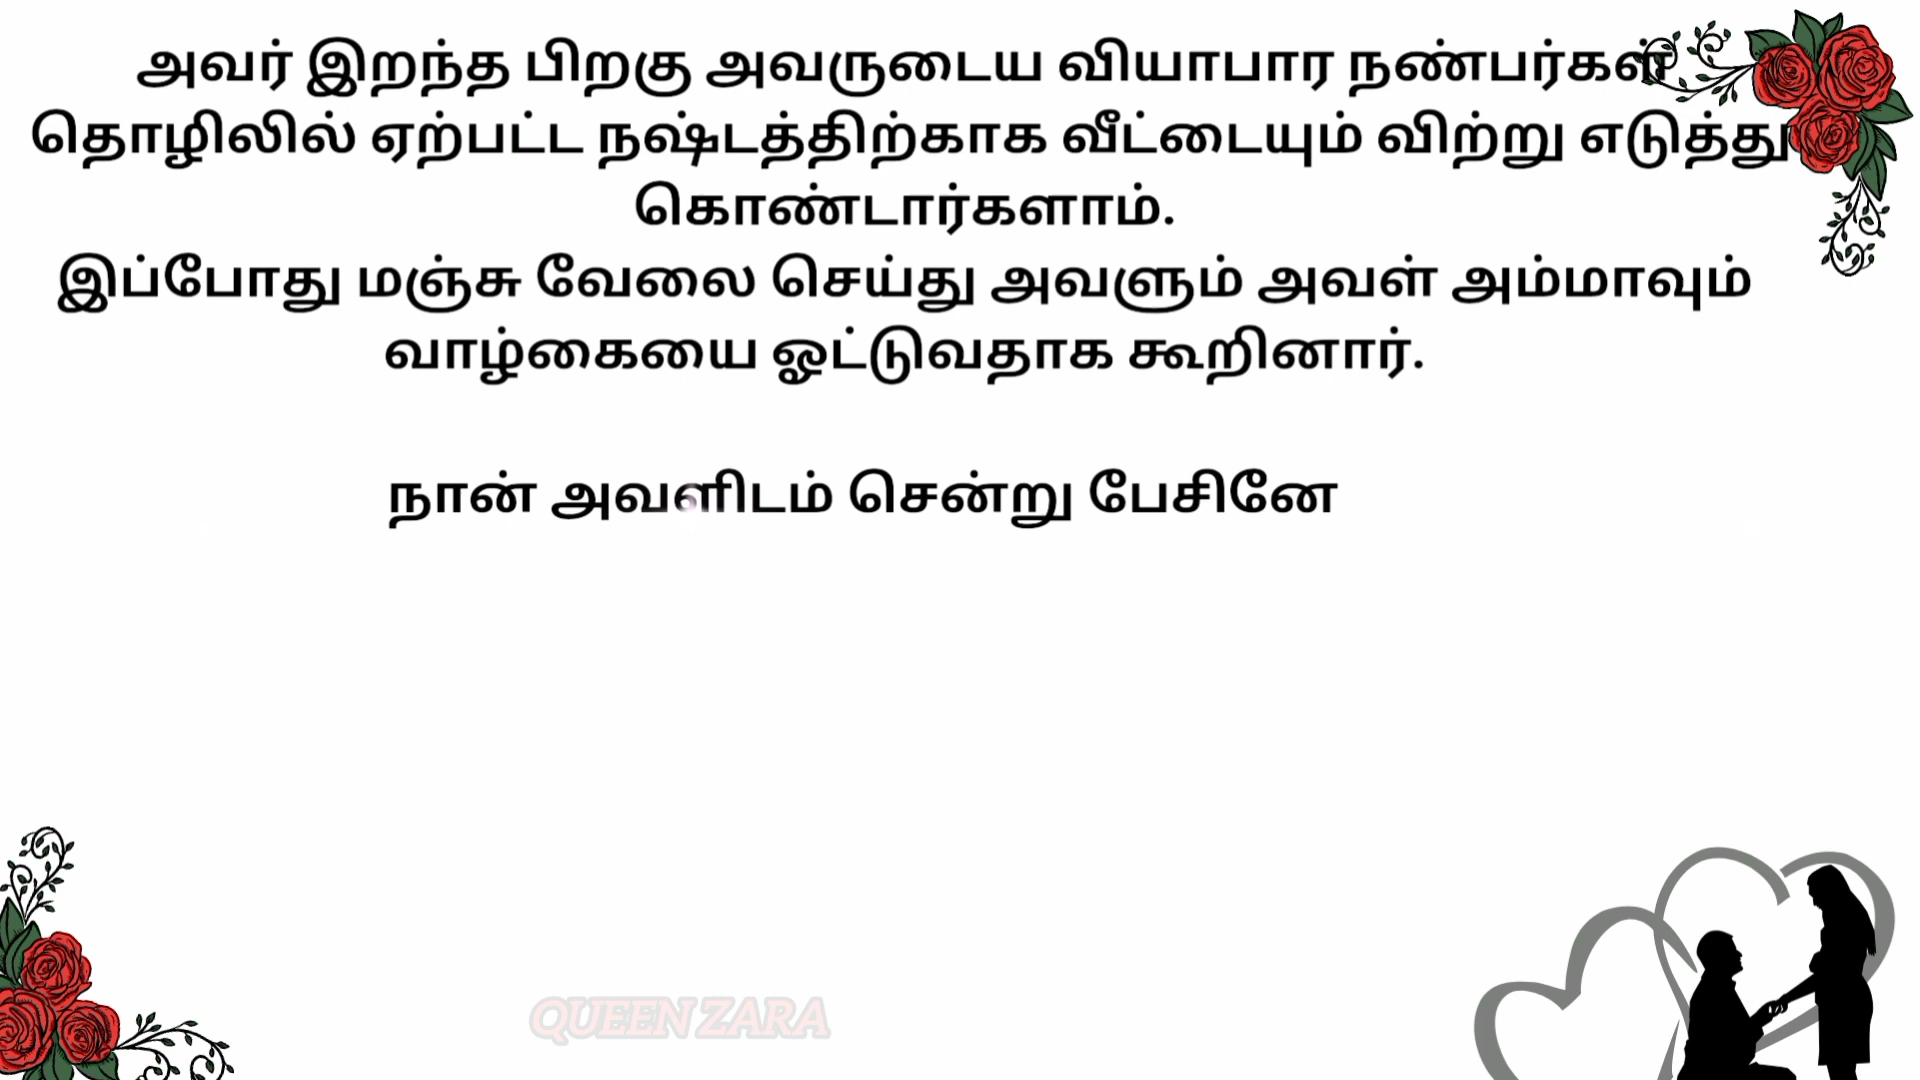 அவர் இறந்த பிறகு அவருடைய வியாபார நண்பர்கள்
தொழிலில் ஏற்பட்ட நஷ்டத்திற்காக வீட்டையும் விற்று எடுத்து
கொண்டார்களாம்.
இப்போது மஞ்சு வேலை செய்து அவளும் அவள் அம்மாவும்
வாழ்கையை ஓட்டுவதாக கூறினார்.
நான் அவளிடம் சென்று பேசினே
QUEEN ZARA